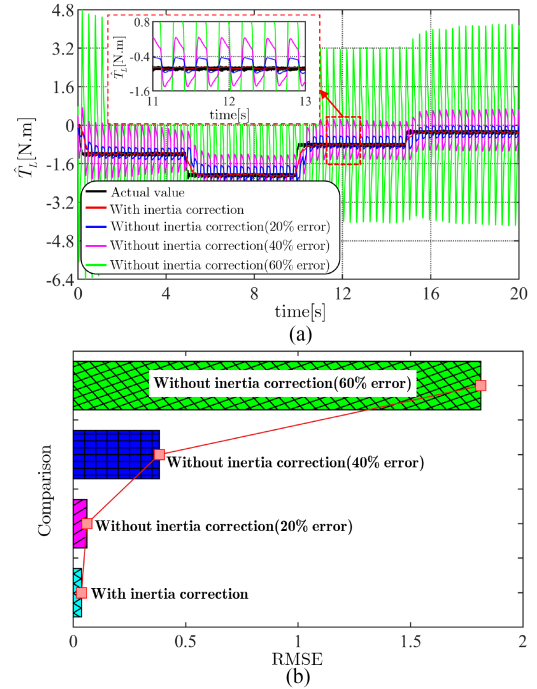 (a)
T̂_L[N.m]
4.8
3.2
1.6
0
-1.6
-3.2
-4.8
-6.4
0
4
8
12
16
20
time[s]
T̂_L[N.m]
0.8
-0.4
-1.6
11
12
13
time[s]
Actual value
With inertia correction
Without inertia correction(20% error)
Without inertia correction(40% error)
Without inertia correction(60% error)
(a)
Comparison
Without inertia correction(60% error)
Without inertia correction(40% error)
Without inertia correction(20% error)
With inertia correction
0
0.5
1
1.5
2
RMSE
(b)